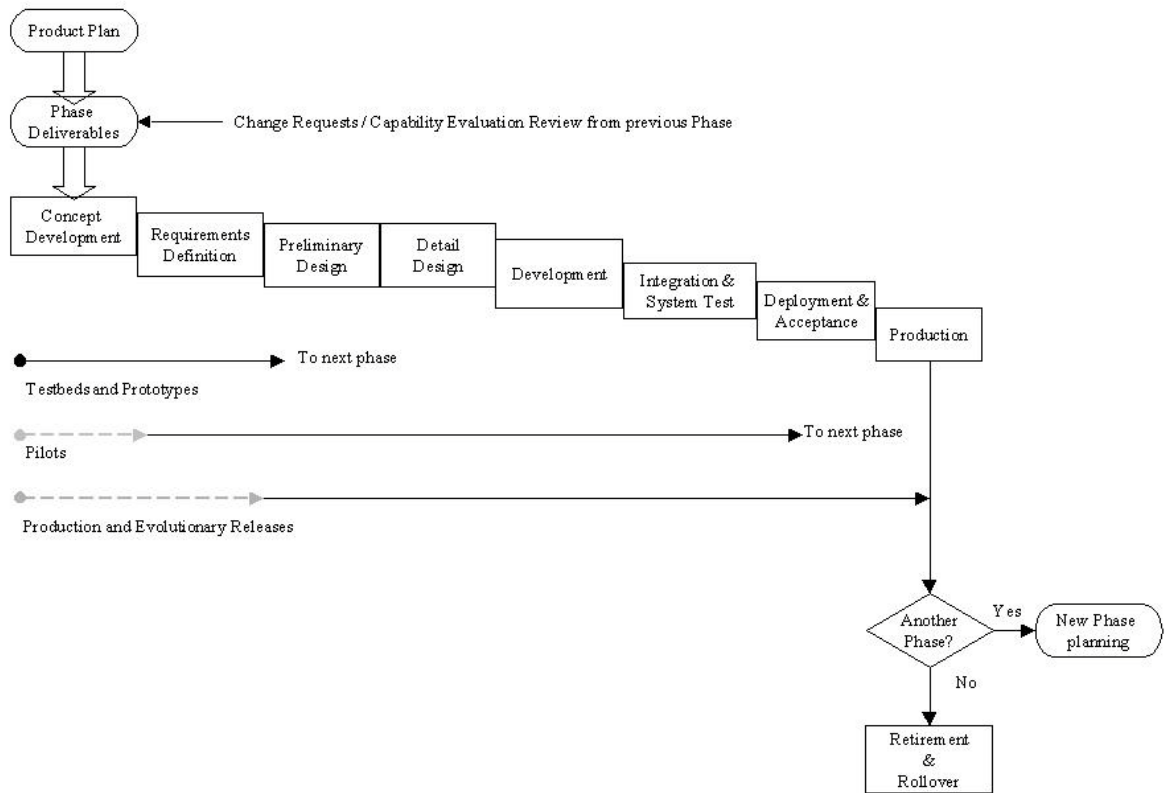 Product Plan
Phase
Deliverables
Change Requests / Capability Evaluation Review from previous Phase
Concept
Development
Requirements
Definition
Preliminary
Design
Detail
Design
Development
Integration &
System Test
Deployment &
Acceptance
Production
To next phase
Testbeds and Prototypes
To next phase
Pilots
Production and Evolutionary Releases
Another
Phase?
Yes
New Phase
planning
No
Retirement
&
Rollover